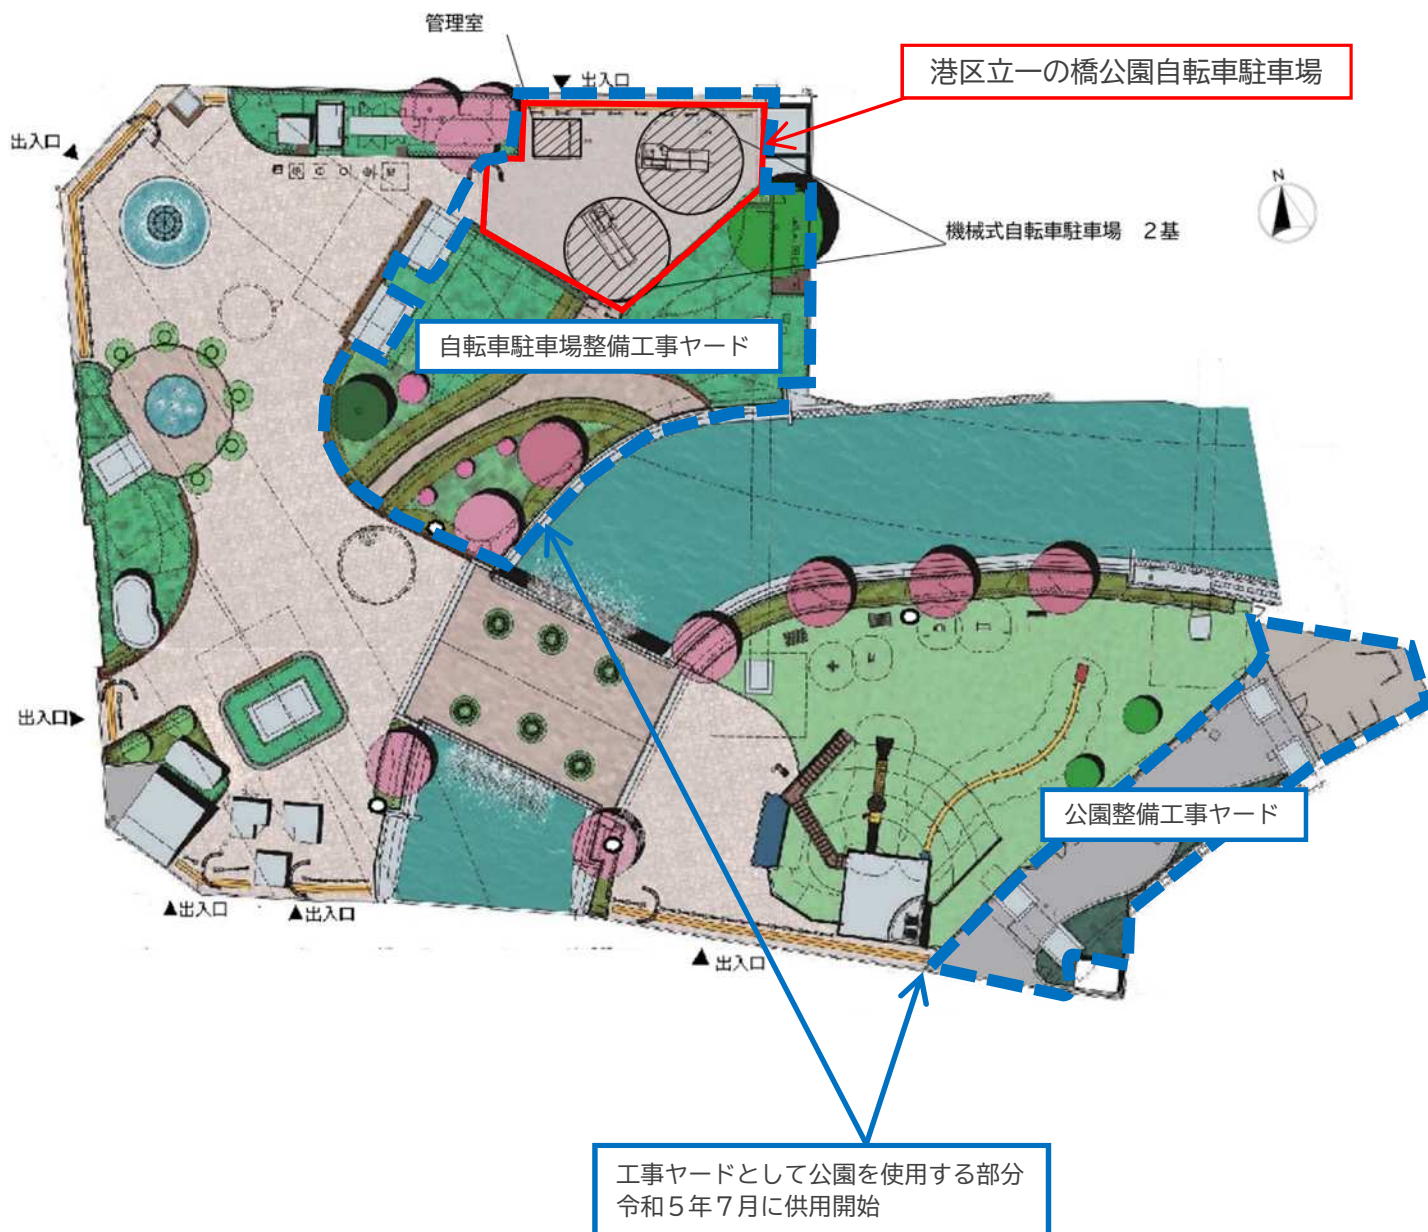 管理室
港区立一の橋公園自転車駐車場
▼出入口
出入口
N
機械式自転車駐車場　２基
自転車駐車場整備工事ヤード
出入口▶
公園整備工事ヤード
▲出入口
▲出入口
▲出入口
工事ヤードとして公園を使用する部分
令和５年７月に供用開始